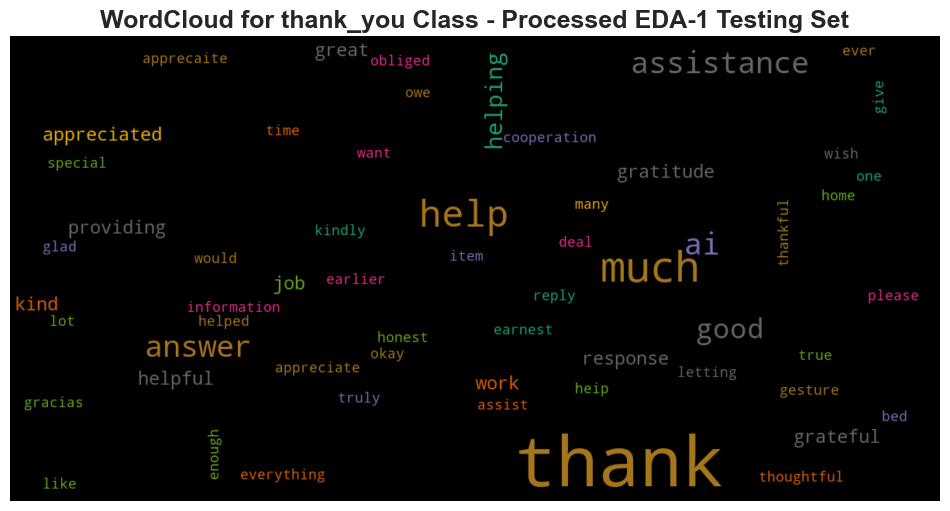 WordCloud for thank_you Class - Processed EDA-1 Testing Set
apprecaite
great
obliged
assistance
ever
helping
owe
give
appreciated
time
cooperation
special
want
gratitude
wish
one
home
help
many
thankful
providing
kindly
deal
ai
glad
would
item
much
job
earlier
reply
please
kind
information
lot
helped
earnest
good
answer
honest
okay
response
true
helpful
appreciate
work
letting
heip
gesture
gracias
truly
assist
bed
enough
grateful
thank
like
everything
thoughtful